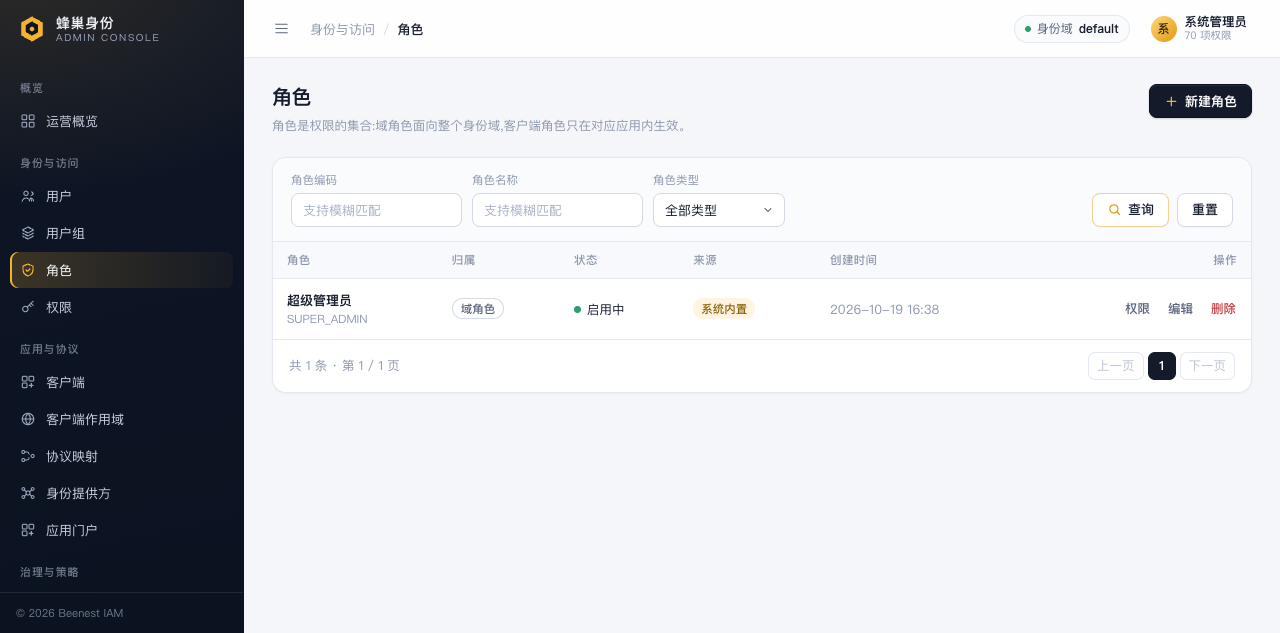 蜂巢身份
ADMIN CONSOLE
概览
运营概览
身份与访问
用户
用户组
角色
权限
应用与协议
客户端
客户端作用域
协议映射
身份提供方
应用门户
治理与策略
© 2026 Beenest IAM
身份与访问 / 角色
身份域 default
系
系统管理员
70 项权限
角色
角色是权限的集合:域角色面向整个身份域,客户端角色只在对应应用内生效。
新建角色
角色编码 角色名称 角色类型
支持模糊匹配 支持模糊匹配 全部类型 查询 重置
角色 归属 状态 来源 创建时间 操作
超级管理员
SUPER_ADMIN
域角色 启用中 系统内置 2026-10-19 16:38 权限 编辑 删除
共 1 条 · 第 1 / 1 页 上一页 1 下一页